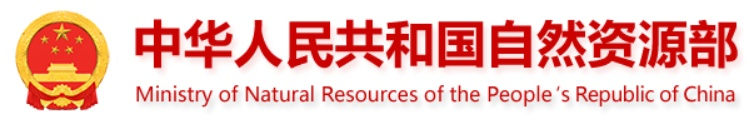 中华人民共和国自然资源部
Ministry of Natural Resources of the People's Republic of China